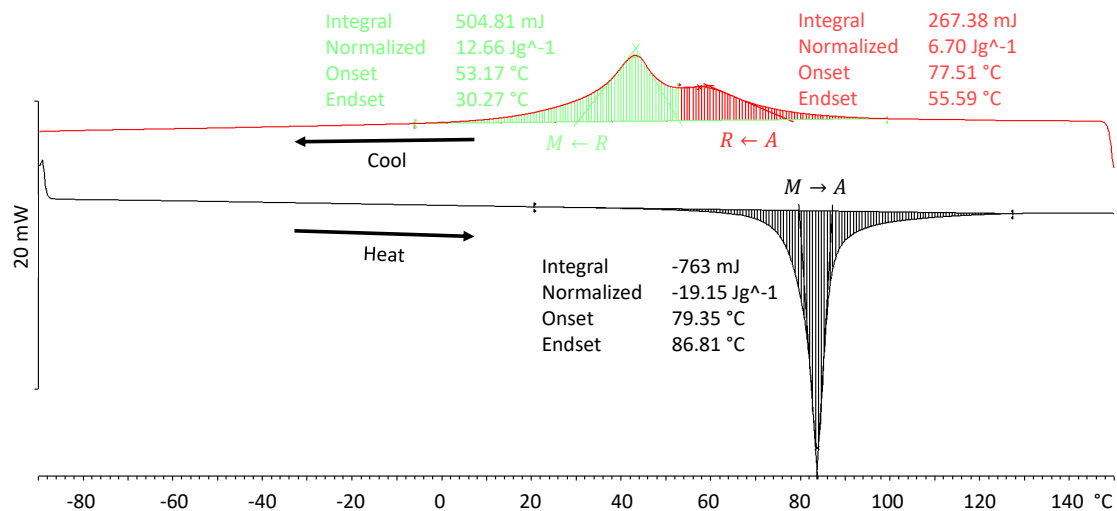 Integral 504.81 mJ
Normalized 12.66 Jg^-1
Onset 53.17 °C
Endset 30.27 °C
Integral 267.38 mJ
Normalized 6.70 Jg^-1
Onset 77.51 °C
Endset 55.59 °C
M ← R
R ← A
Cool
M → A
20 mW
Heat
Integral -763 mJ
Normalized -19.15 Jg^-1
Onset 79.35 °C
Endset 86.81 °C
-80 -60 -40 -20 0 20 40 60 80 100 120 140 °C